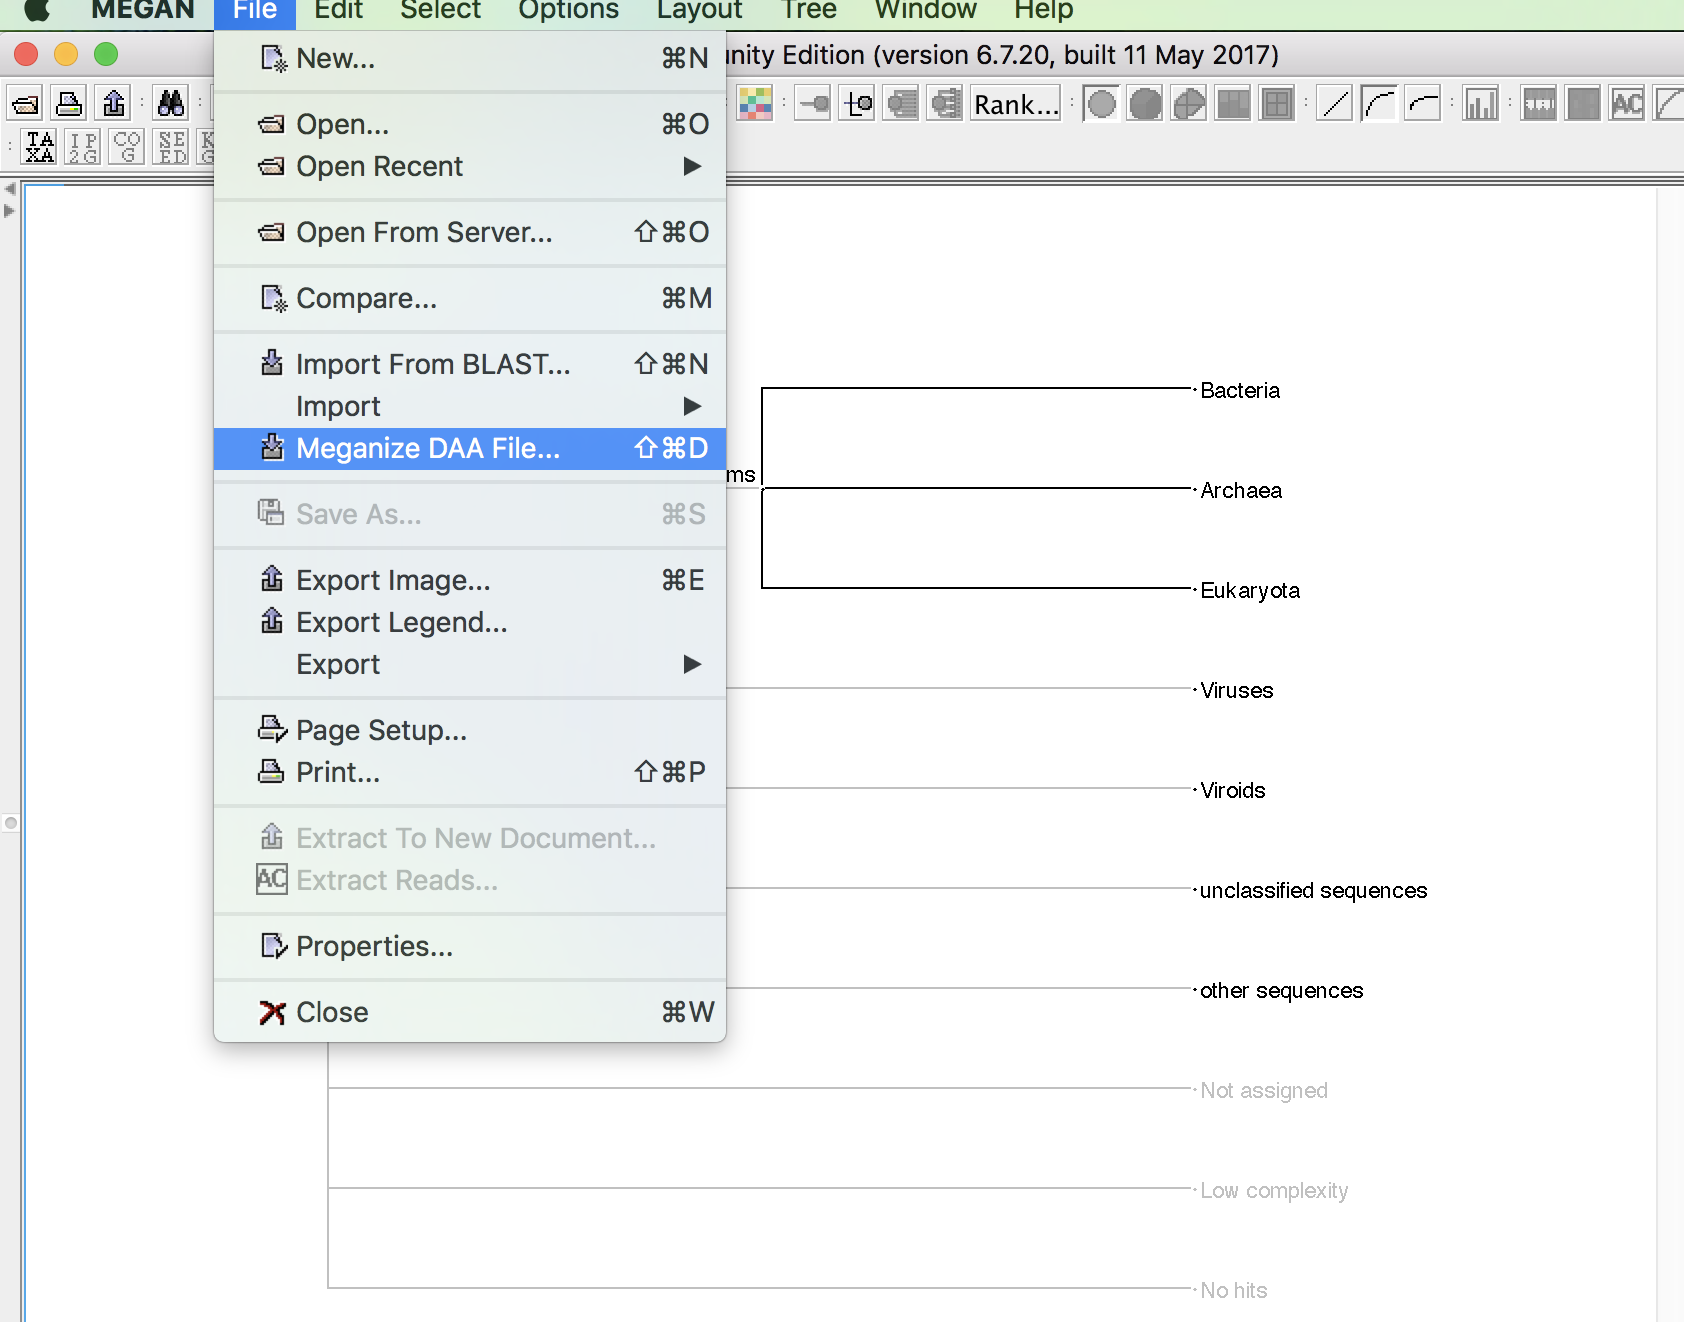 MEGAN File Edit Select Options Layout Tree Window Help
nity Edition (version 6.7.20, built 11 May 2017)
Rank... AC
TA XA IP 2G CO G SE ED K G
New... ⌘N
Open... ⌘O
Open Recent ▶
Open From Server... ⇧⌘O
Compare... ⌘M
Import From BLAST... ⇧⌘N
Import ▶
Meganize DAA File... ⇧⌘D
Save As... ⌘S
Export Image... ⌘E
Export Legend...
Export ▶
Page Setup...
Print... ⇧⌘P
Extract To New Document...
AC Extract Reads...
Properties...
Close ⌘W
Bacteria
ms
Archaea
Eukaryota
Viruses
Viroids
unclassified sequences
other sequences
Not assigned
Low complexity
No hits